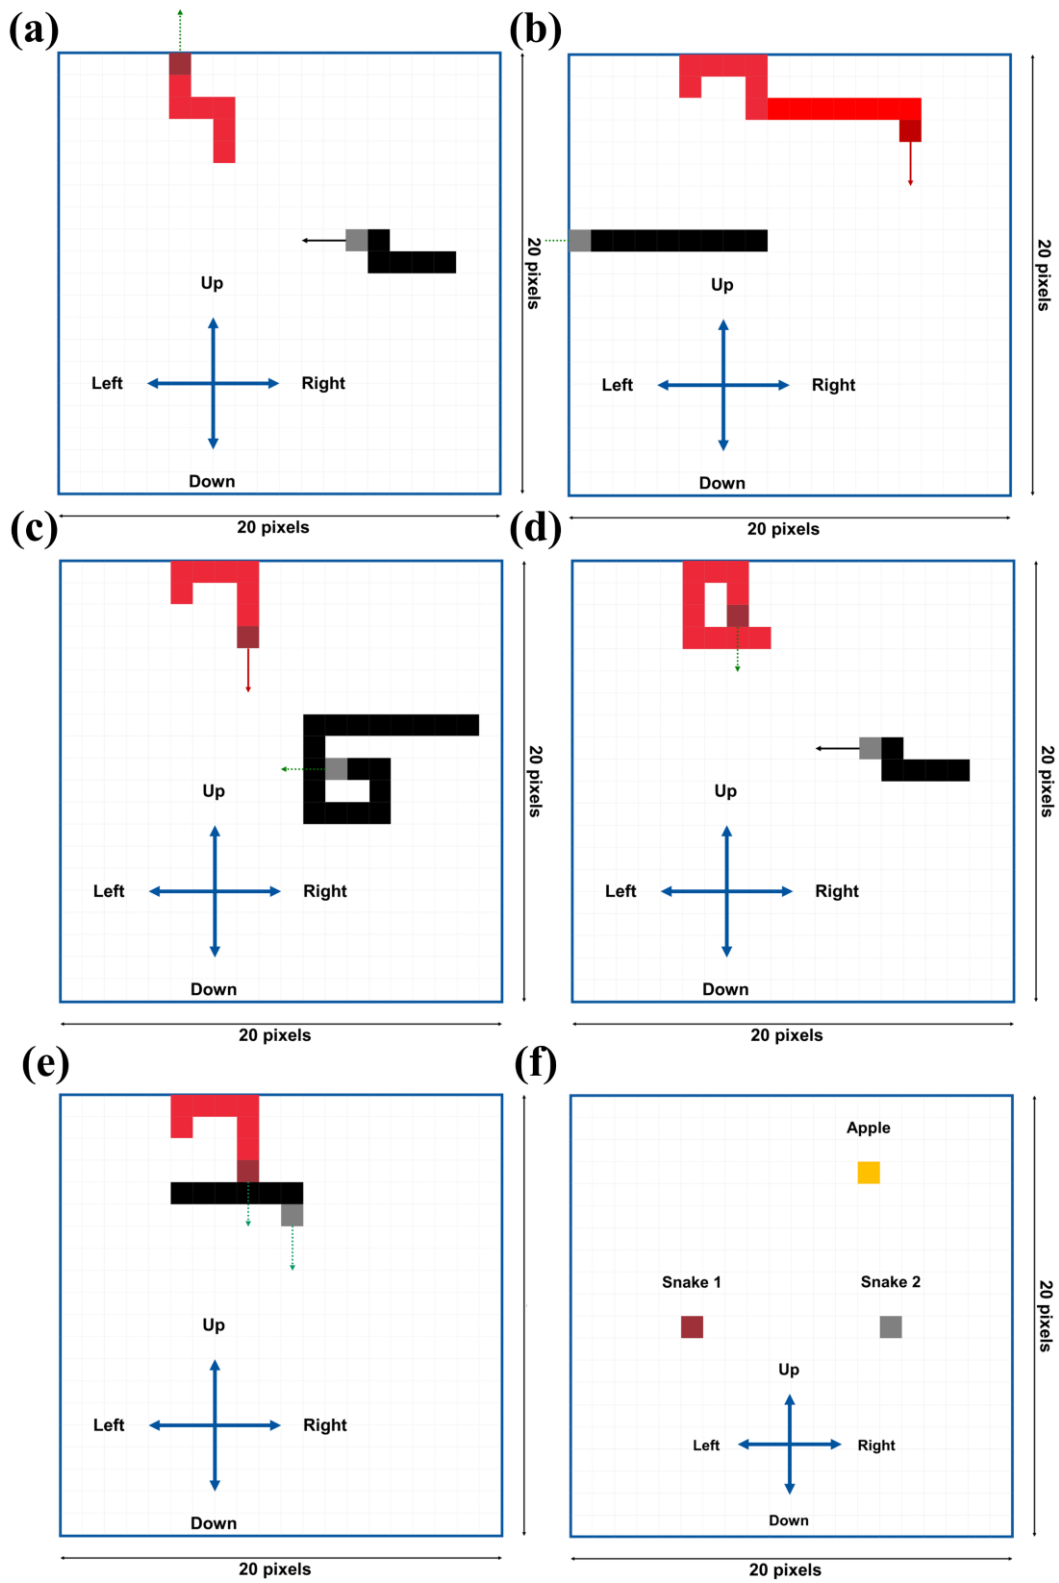 (a)
Up
Left
Right
Down
20 pixels
20 pixels
(b)
Up
Left
Right
Down
20 pixels
20 pixels
(c)
Up
Left
Right
Down
20 pixels
20 pixels
(d)
Up
Left
Right
Down
20 pixels
20 pixels
(e)
Up
Left
Right
Down
20 pixels
(f)
Apple
Snake 1
Snake 2
Up
Left
Right
Down
20 pixels
20 pixels